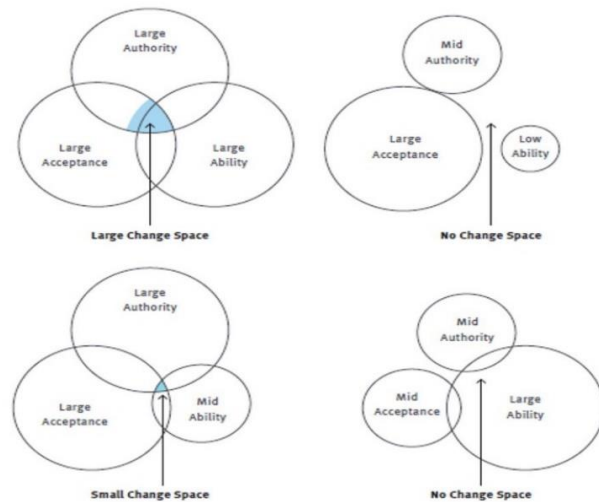 Large
Authority
Large
Acceptance
Large
Ability
Large Change Space
Mid
Authority
Large
Acceptance
Low
Ability
No Change Space
Large
Authority
Large
Acceptance
Mid
Ability
Small Change Space
Mid
Authority
Mid
Acceptance
Large
Ability
No Change Space